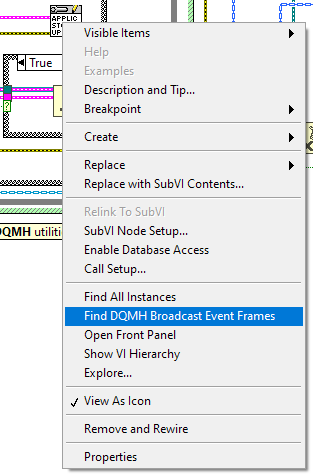 APPLIC
ST
UP
True
?
DQMH utilitie
Visible Items
Help
Examples
Description and Tip...
Breakpoint
Create
Replace
Replace with SubVI Contents...
Relink To SubVI
SubVI Node Setup...
Enable Database Access
Call Setup...
Find All Instances
Find DQMH Broadcast Event Frames
Open Front Panel
Show VI Hierarchy
Explore...
View As Icon
Remove and Rewire
Properties